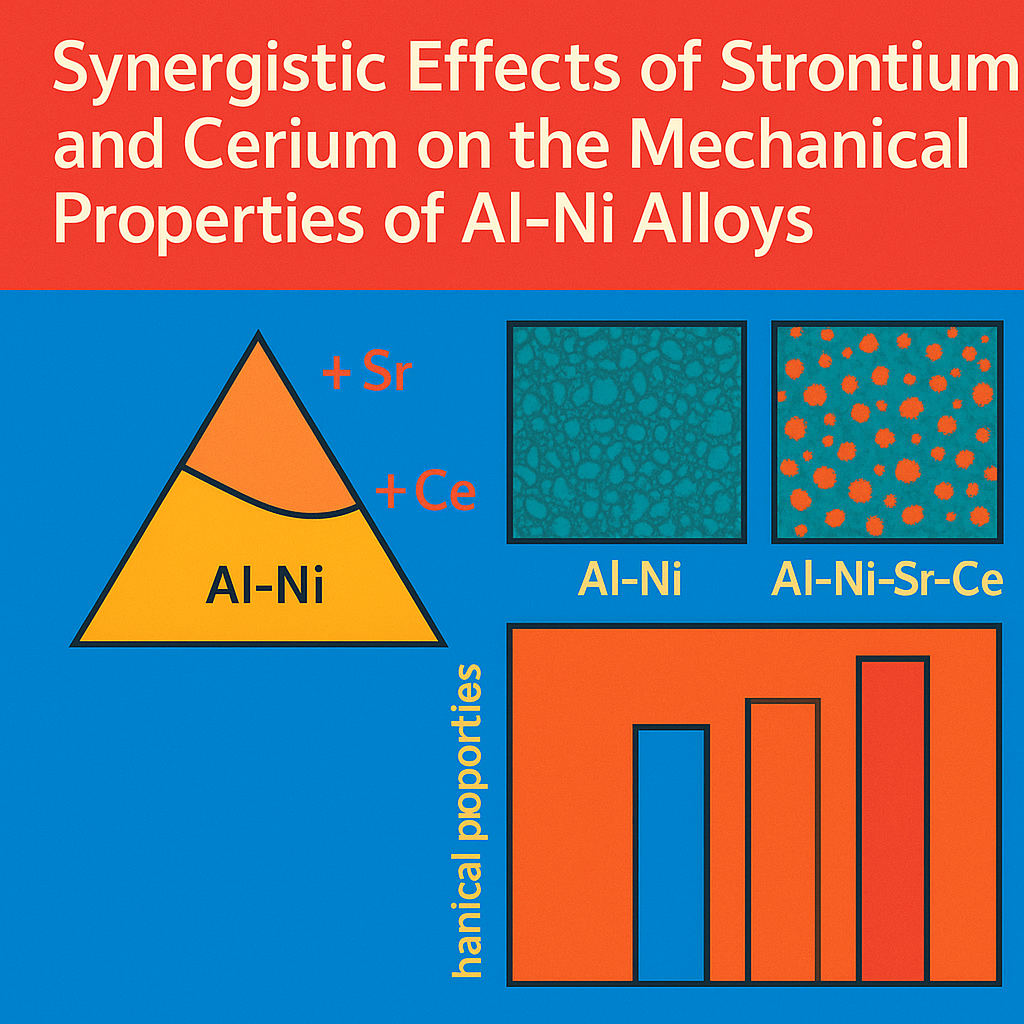 Synergistic Effects of Strontium
and Cerium on the Mechanical
Properties of Al-Ni Alloys
+ Sr
+ Ce
Al-Ni
Al-Ni
Al-Ni-Sr-Ce
hanical pioporties